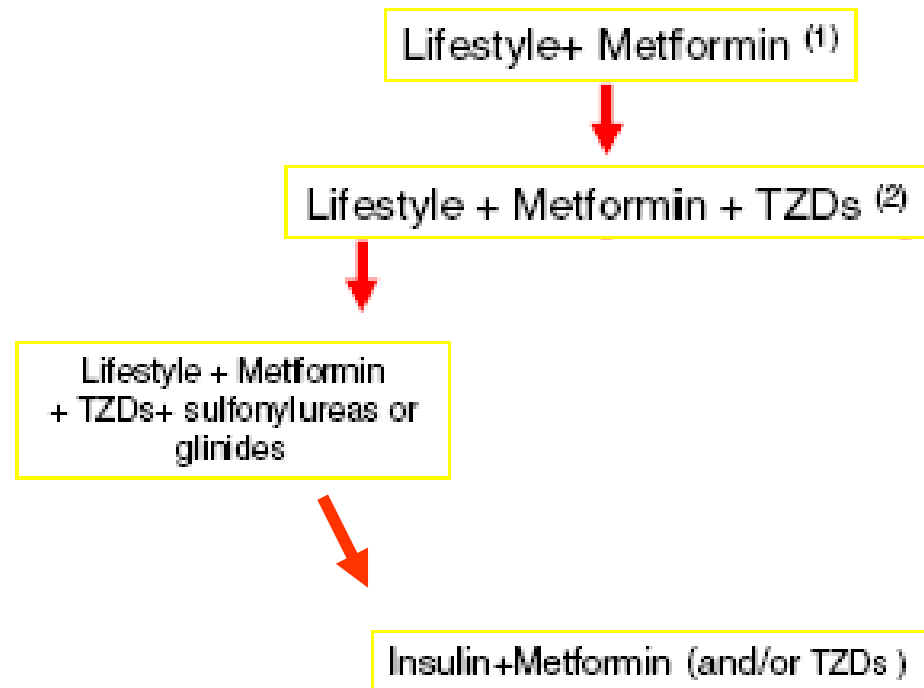 Lifestyle+ Metformin (1)
Lifestyle + Metformin + TZDs (2)
Lifestyle + Metformin
+ TZDs+ sulfonylureas or
glinides
Insulin+Metformin (and/or TZDs )